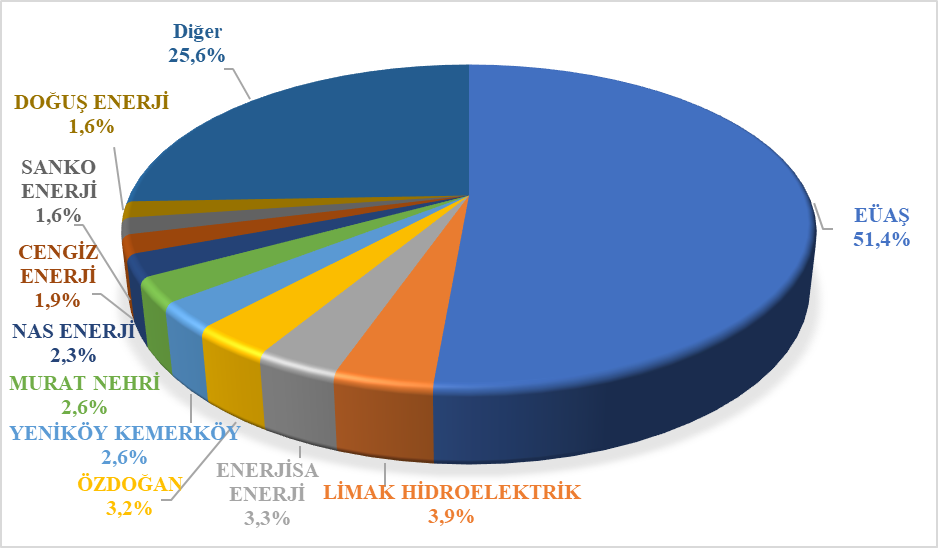 Diğer
25,6%
DOĞUŞ ENERJİ
1,6%
SANKO
ENERJİ
1,6%
CENGİZ
ENERJİ
1,9%
NAS ENERJİ
2,3%
MURAT NEHRİ
2,6%
YENİKÖY KEMERKÖY
2,6%
ÖZDOĞAN
3,2%
ENERJİSA
ENERJİ
3,3%
LİMAK HİDROELEKTRİK
3,9%
EÜAŞ
51,4%